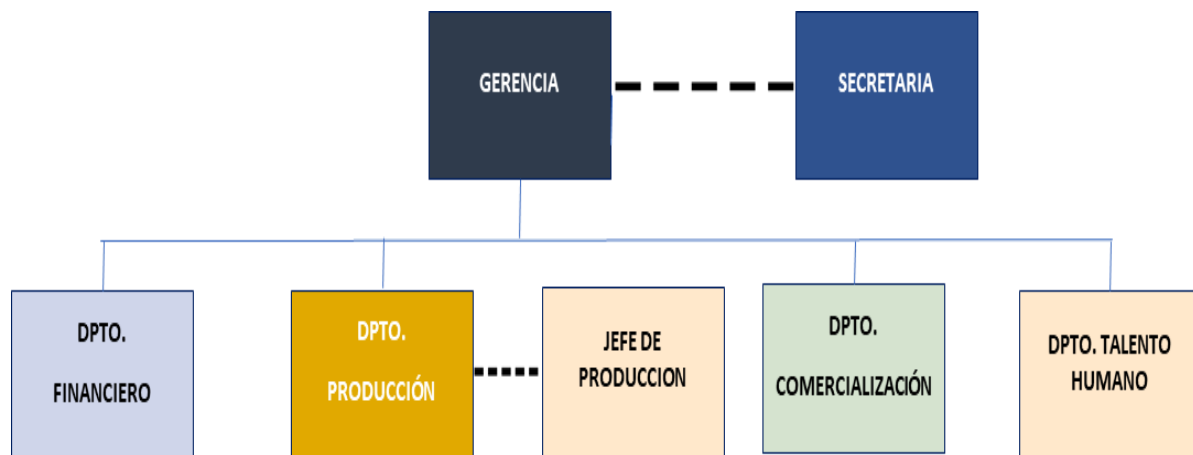 GERENCIA
SECRETARIA
DPTO.
FINANCIERO
DPTO.
PRODUCCIÓN
JEFE DE
PRODUCCION
DPTO.
COMERCIALIZACIÓN
DPTO. TALENTO
HUMANO